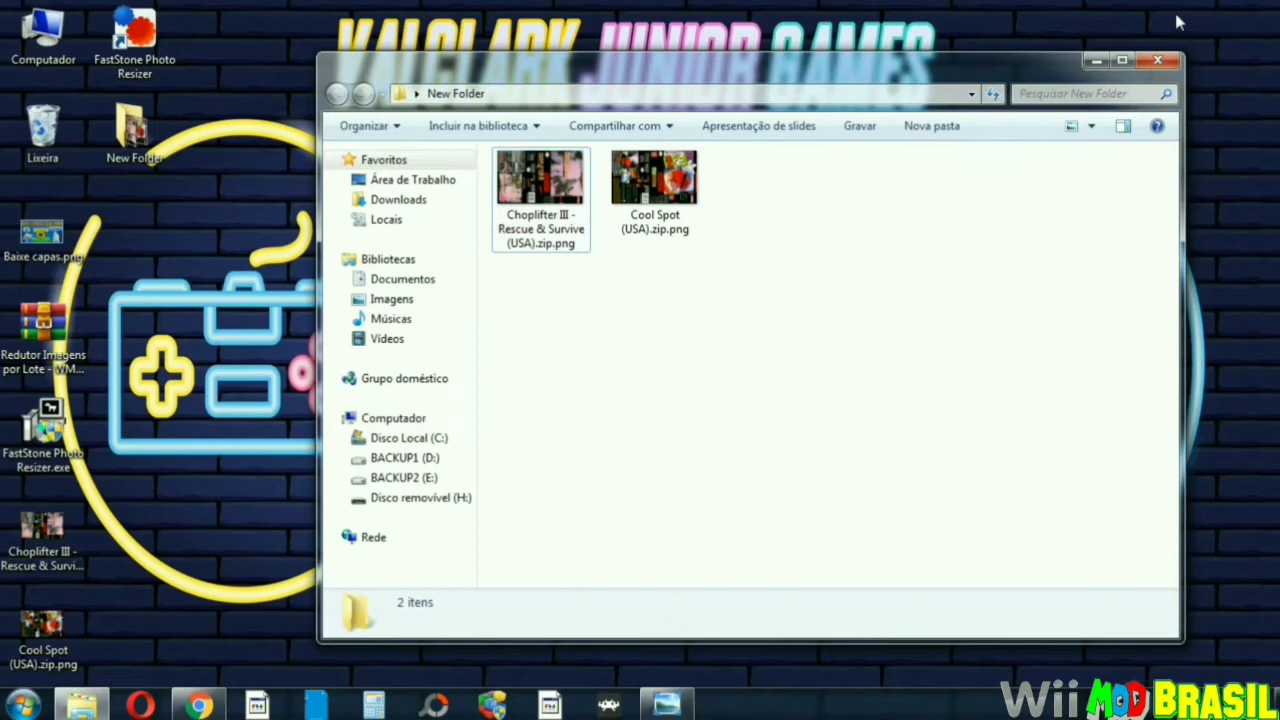 KALCLARK JUNIOR GAMES
Computador
FastStone Photo
Resizer
Lixeira
New Folder
Baixe capas.png
Redutor Imagens
por Lote - WM...
FastStone Photo
Resizer.exe
Choplifter III -
Rescue & Survi...
Cool Spot
(USA).zip.png
New Folder
Pesquisar New Folder
Organizar
Incluir na biblioteca
Compartilhar com
Apresentação de slides
Gravar
Nova pasta
Favoritos
Área de Trabalho
Downloads
Locais
Bibliotecas
Documentos
Imagens
Músicas
Vídeos
Grupo doméstico
Computador
Disco Local (C:)
BACKUP1 (D:)
BACKUP2 (E:)
Disco removível (H:)
Rede
Choplifter III -
Rescue & Survive
(USA).zip.png
Cool Spot
(USA).zip.png
2 itens
Wii MOD BRASIL